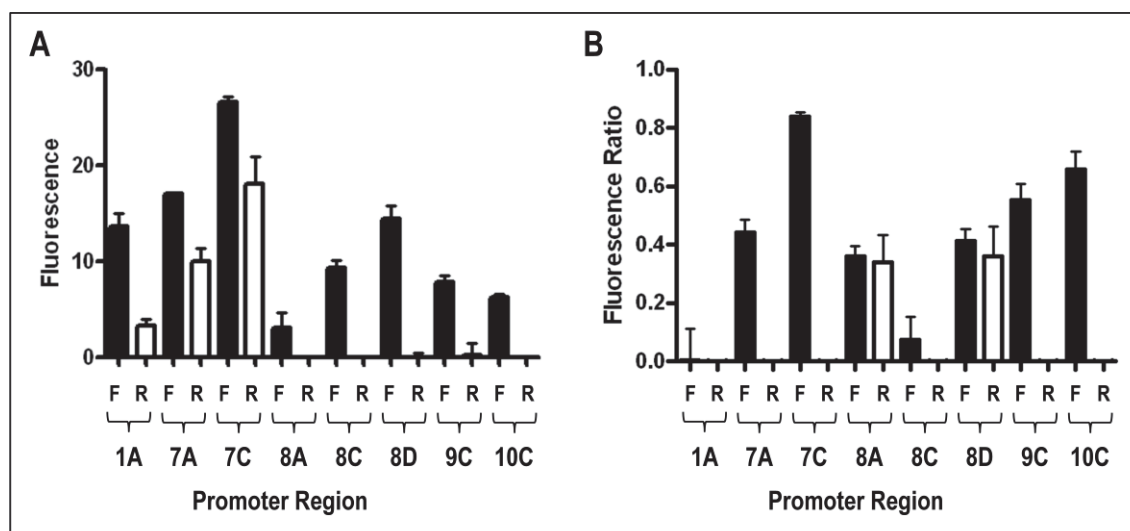 A
Fluorescence
30
20
10
0
F R F R F R F R F R F R F R F R
1A 7A 7C 8A 8C 8D 9C 10C
Promoter Region
B
Fluorescence Ratio
1.0
0.8
0.6
0.4
0.2
0.0
F R F R F R F R F R F R F R F R
1A 7A 7C 8A 8C 8D 9C 10C
Promoter Region